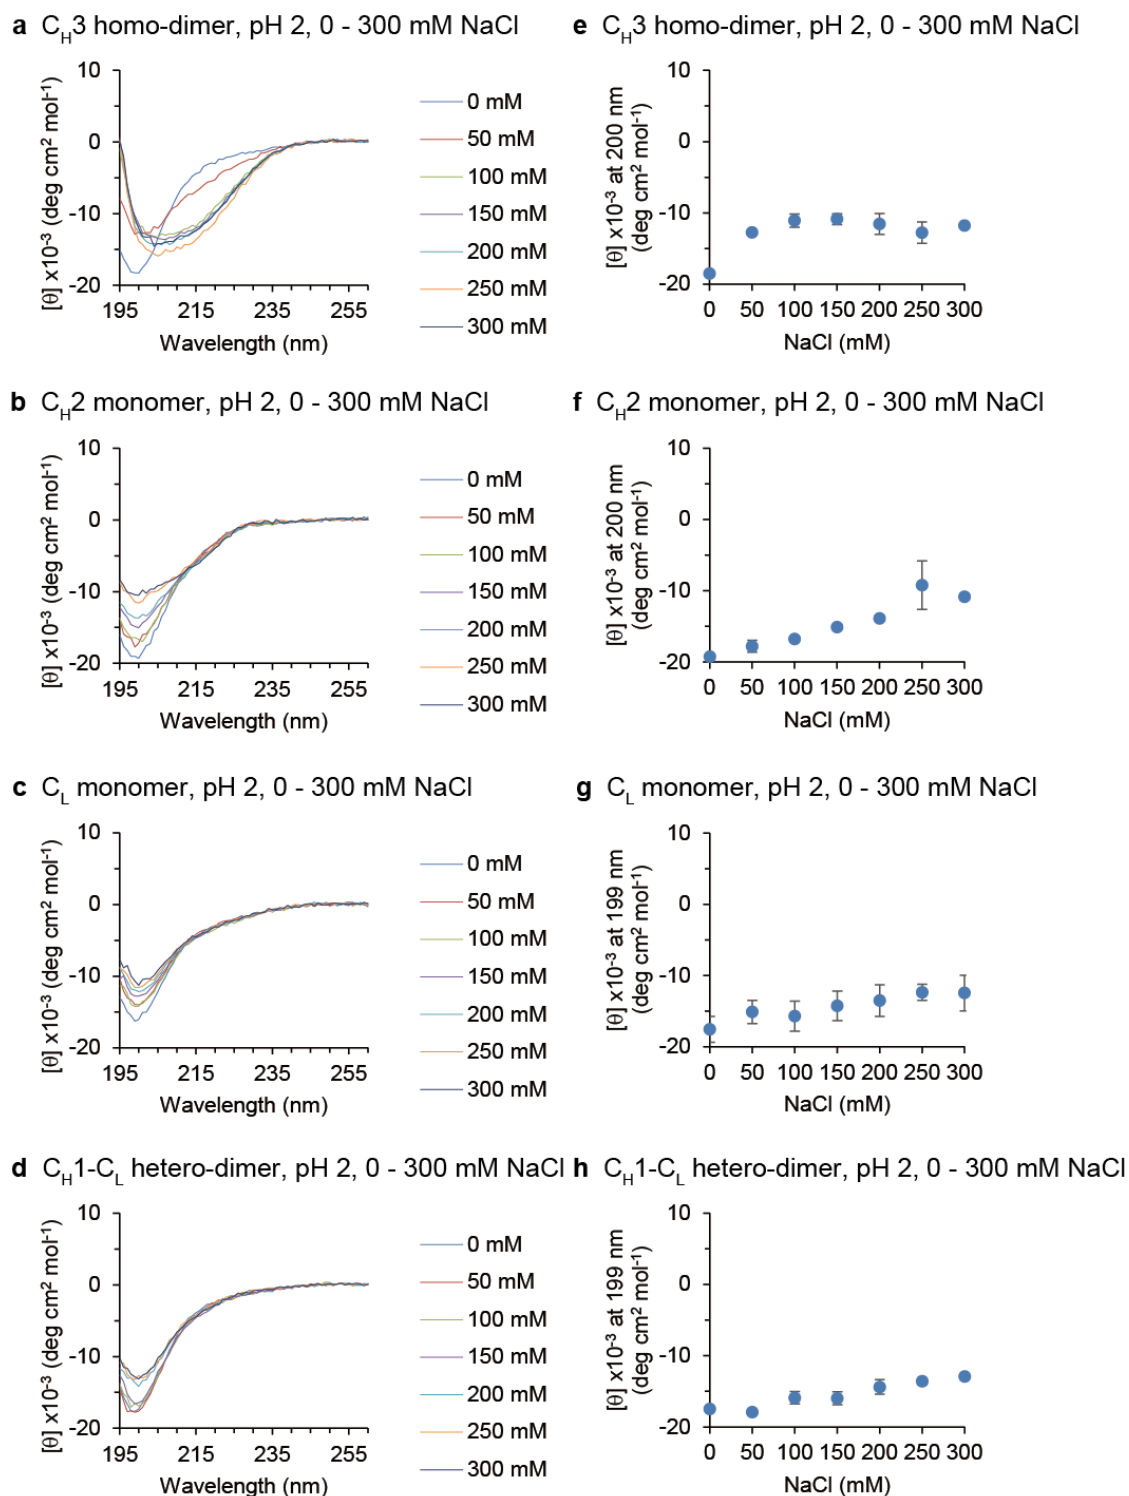 a C_H3 homo-dimer, pH 2, 0 - 300 mM NaCl
[θ] x10⁻³ (deg cm² mol⁻¹)
10
0
-10
-20
195 215 235 255
Wavelength (nm)
0 mM
50 mM
100 mM
150 mM
200 mM
250 mM
300 mM
e C_H3 homo-dimer, pH 2, 0 - 300 mM NaCl
[θ] x10⁻³ at 200 nm
(deg cm² mol⁻¹)
10
0
-10
-20
0 50 100 150 200 250 300
NaCl (mM)
b C_H2 monomer, pH 2, 0 - 300 mM NaCl
[θ] x10⁻³ (deg cm² mol⁻¹)
10
0
-10
-20
195 215 235 255
Wavelength (nm)
0 mM
50 mM
100 mM
150 mM
200 mM
250 mM
300 mM
f C_H2 monomer, pH 2, 0 - 300 mM NaCl
[θ] x10⁻³ at 200 nm
(deg cm² mol⁻¹)
10
0
-10
-20
0 50 100 150 200 250 300
NaCl (mM)
c C_L monomer, pH 2, 0 - 300 mM NaCl
[θ] x10⁻³ (deg cm² mol⁻¹)
10
0
-10
-20
195 215 235 255
Wavelength (nm)
0 mM
50 mM
100 mM
150 mM
200 mM
250 mM
300 mM
g C_L monomer, pH 2, 0 - 300 mM NaCl
[θ] x10⁻³ at 199 nm
(deg cm² mol⁻¹)
10
0
-10
-20
0 50 100 150 200 250 300
NaCl (mM)
d C_H1-C_L hetero-dimer, pH 2, 0 - 300 mM NaCl
[θ] x10⁻³ (deg cm² mol⁻¹)
10
0
-10
-20
195 215 235 255
Wavelength (nm)
0 mM
50 mM
100 mM
150 mM
200 mM
250 mM
300 mM
h C_H1-C_L hetero-dimer, pH 2, 0 - 300 mM NaCl
[θ] x10⁻³ at 199 nm
(deg cm² mol⁻¹)
10
0
-10
-20
0 50 100 150 200 250 300
NaCl (mM)